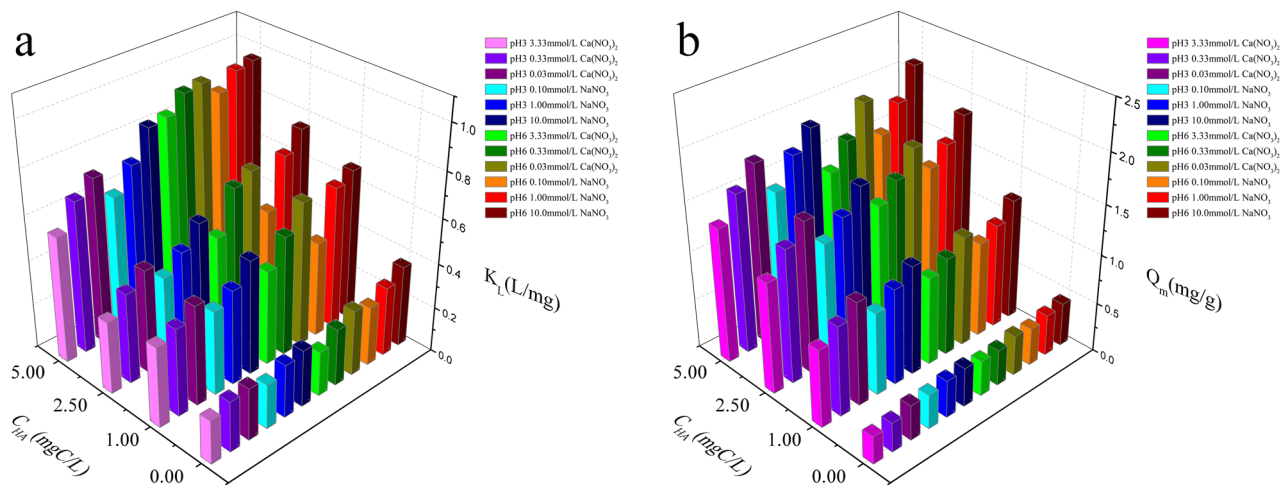 a
pH3 3.33mmol/L Ca(NO₃)₂
pH3 0.33mmol/L Ca(NO₃)₂
pH3 0.03mmol/L Ca(NO₃)₂
pH3 0.10mmol/L NaNO₃
pH3 1.00mmol/L NaNO₃
pH3 10.0mmol/L NaNO₃
pH6 3.33mmol/L Ca(NO₃)₂
pH6 0.33mmol/L Ca(NO₃)₂
pH6 0.03mmol/L Ca(NO₃)₂
pH6 0.10mmol/L NaNO₃
pH6 1.00mmol/L NaNO₃
pH6 10.0mmol/L NaNO₃
1.0
0.8
0.6
0.4
0.2
0.0
K_L(L/mg)
5.00
2.50
1.00
0.00
C_HA (mgC/L)
b
pH3 3.33mmol/L Ca(NO₃)₂
pH3 0.33mmol/L Ca(NO₃)₂
pH3 0.03mmol/L Ca(NO₃)₂
pH3 0.10mmol/L NaNO₃
pH3 1.00mmol/L NaNO₃
pH3 10.0mmol/L NaNO₃
pH6 3.33mmol/L Ca(NO₃)₂
pH6 0.33mmol/L Ca(NO₃)₂
pH6 0.03mmol/L Ca(NO₃)₂
pH6 0.10mmol/L NaNO₃
pH6 1.00mmol/L NaNO₃
pH6 10.0mmol/L NaNO₃
2.5
2.0
1.5
1.0
0.5
0.0
Q_m(mg/g)
5.00
2.50
1.00
0.00
C_HA (mgC/L)